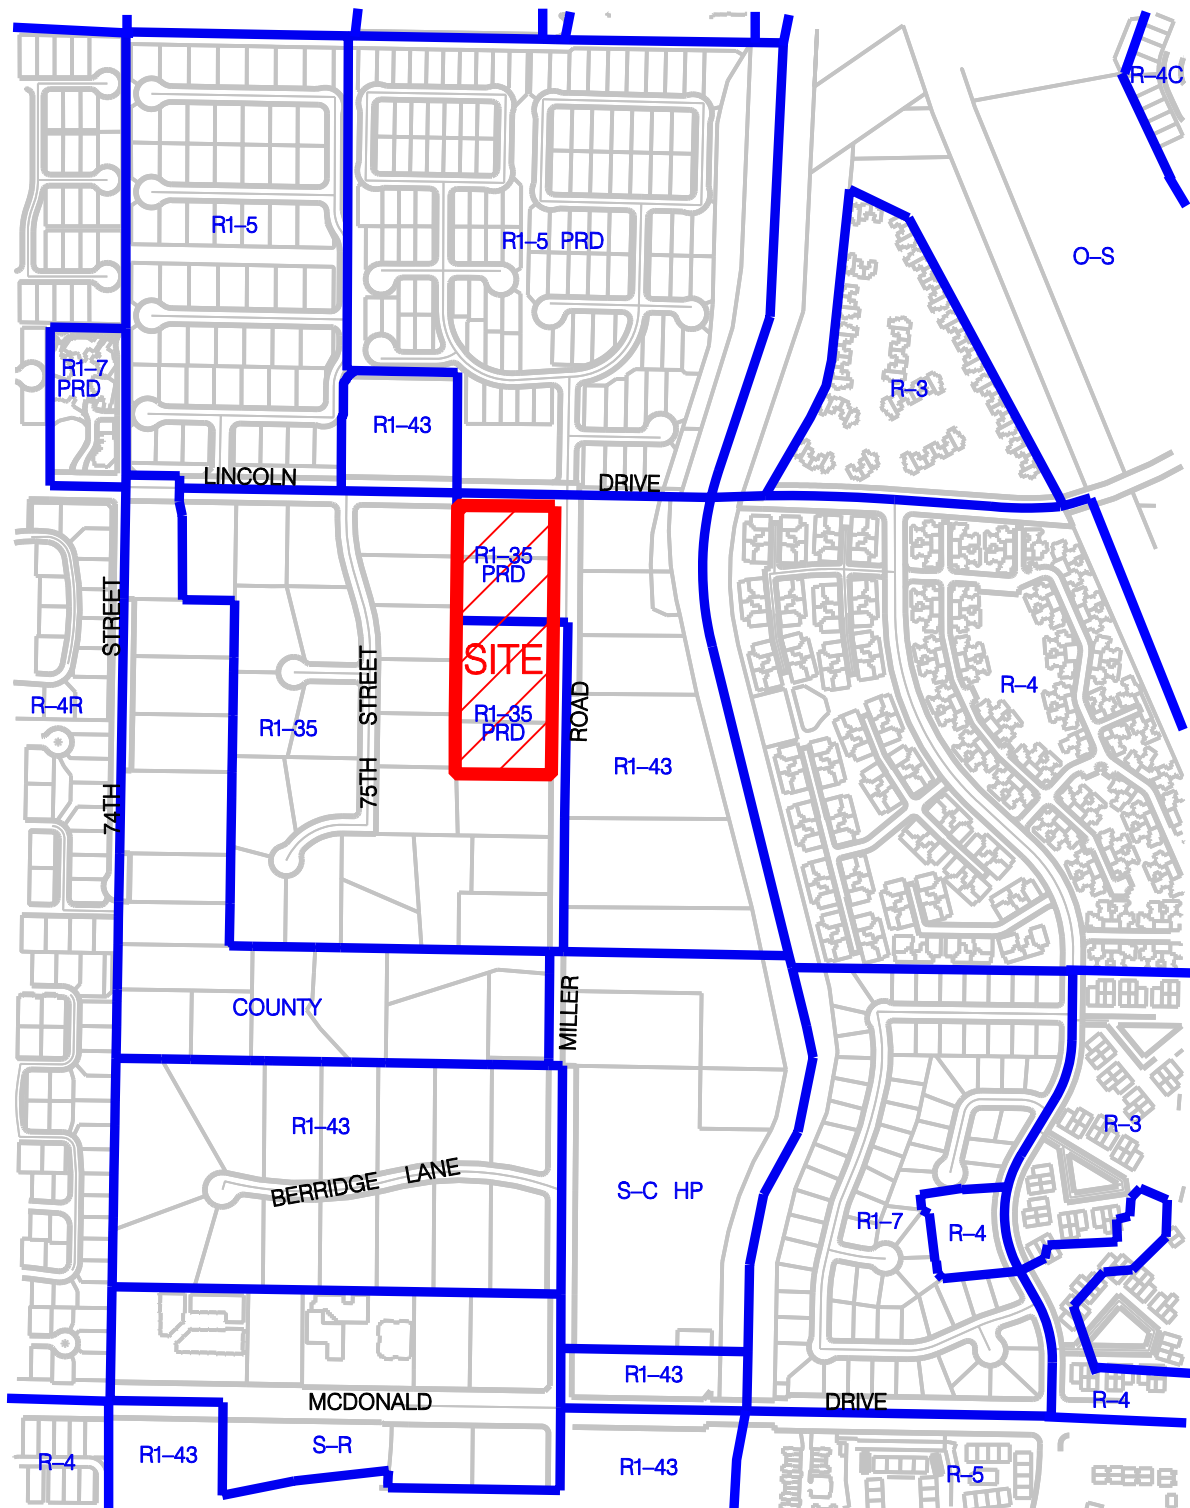 R–4C
R1–5
R1–5 PRD
O–S
R1–7
PRD
R–3
R1–43
LINCOLN DRIVE
R1–35
PRD
STREET
SITE
R–4
R–4R
R1–35
75TH STREET
R1–35
PRD
ROAD
R1–43
74TH
COUNTY
MILLER
R1–43
R–3
BERRIDGE LANE
S–C HP
R1–7
R–4
R1–43
MCDONALD DRIVE
R–4
R–4
R1–43
S–R
R1–43
R–5